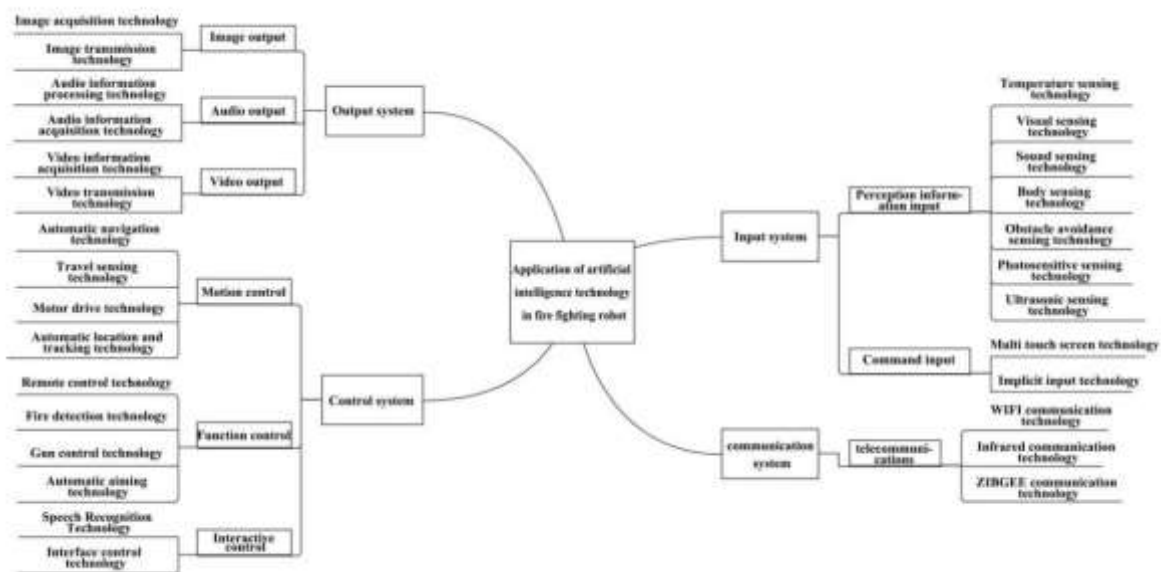 Image acquisition technology
Image transmission
technology
Image output
Audio information
processing technology
Audio information
acquisition technology
Audio output
Video information
acquisition technology
Video transmission
technology
Video output
Output system
Automatic navigation
technology
Travel sensing
technology
Motor drive technology
Automatic location and
tracking technology
Motion control
Remote control technology
Fire detection technology
Gun control technology
Automatic aiming
technology
Function control
Speech Recognition
Technology
Interface control
technology
Interactive
control
Control system
Application of artificial
intelligence technology
in fire fighting robot
Input system
Perception inform-
ation input
Temperature sensing
technology
Visual sensing
technology
Sound sensing
technology
Body sensing
technology
Obstacle avoidance
sensing technology
Photosensitive sensing
technology
Ultrasonic sensing
technology
Command input
Multi touch screen technology
Implicit input technology
communication
system
telecommuni-
cations
WIFI communication
technology
Infrared communication
technology
ZIBGEE communication
technology